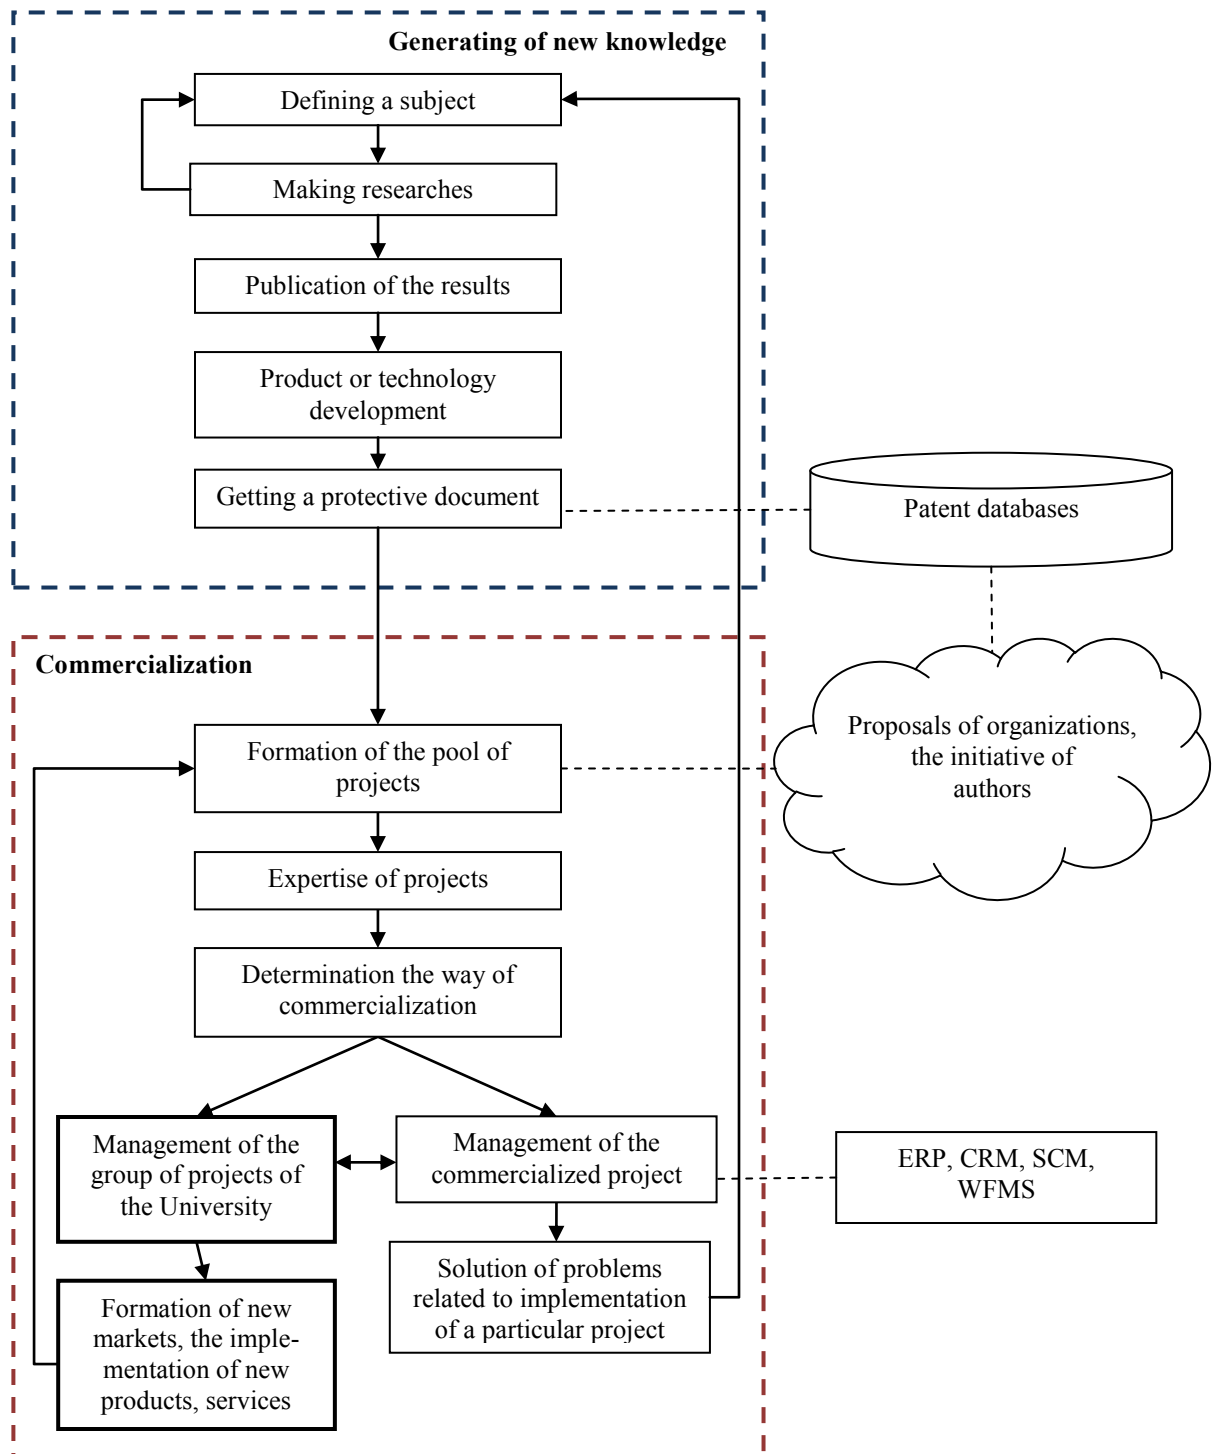 Generating of new knowledge
Defining a subject
Making researches
Publication of the results
Product or technology
development
Getting a protective document
Patent databases
Commercialization
Formation of the pool of
projects
Proposals of organizations,
the initiative of
authors
Expertise of projects
Determination the way of
commercialization
Management of the
group of projects of
the University
Management of the
commercialized project
ERP, CRM, SCM,
WFMS
Formation of new
markets, the imple-
mentation of new
products, services
Solution of problems
related to implementation
of a particular project